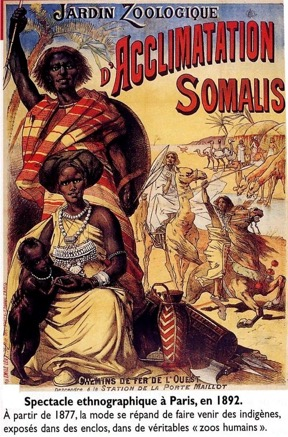 JARDIN ZOOLOGIQUE
D'ACCLIMATATION
SOMALIS
CHEMINS DE FER DE L'OUEST
Descendre à la STATION DE LA PORTE MAILLOT
Spectacle ethnographique à Paris, en 1892.
À partir de 1877, la mode se répand de faire venir des indigènes,
exposés dans des enclos, dans de véritables « zoos humains ».